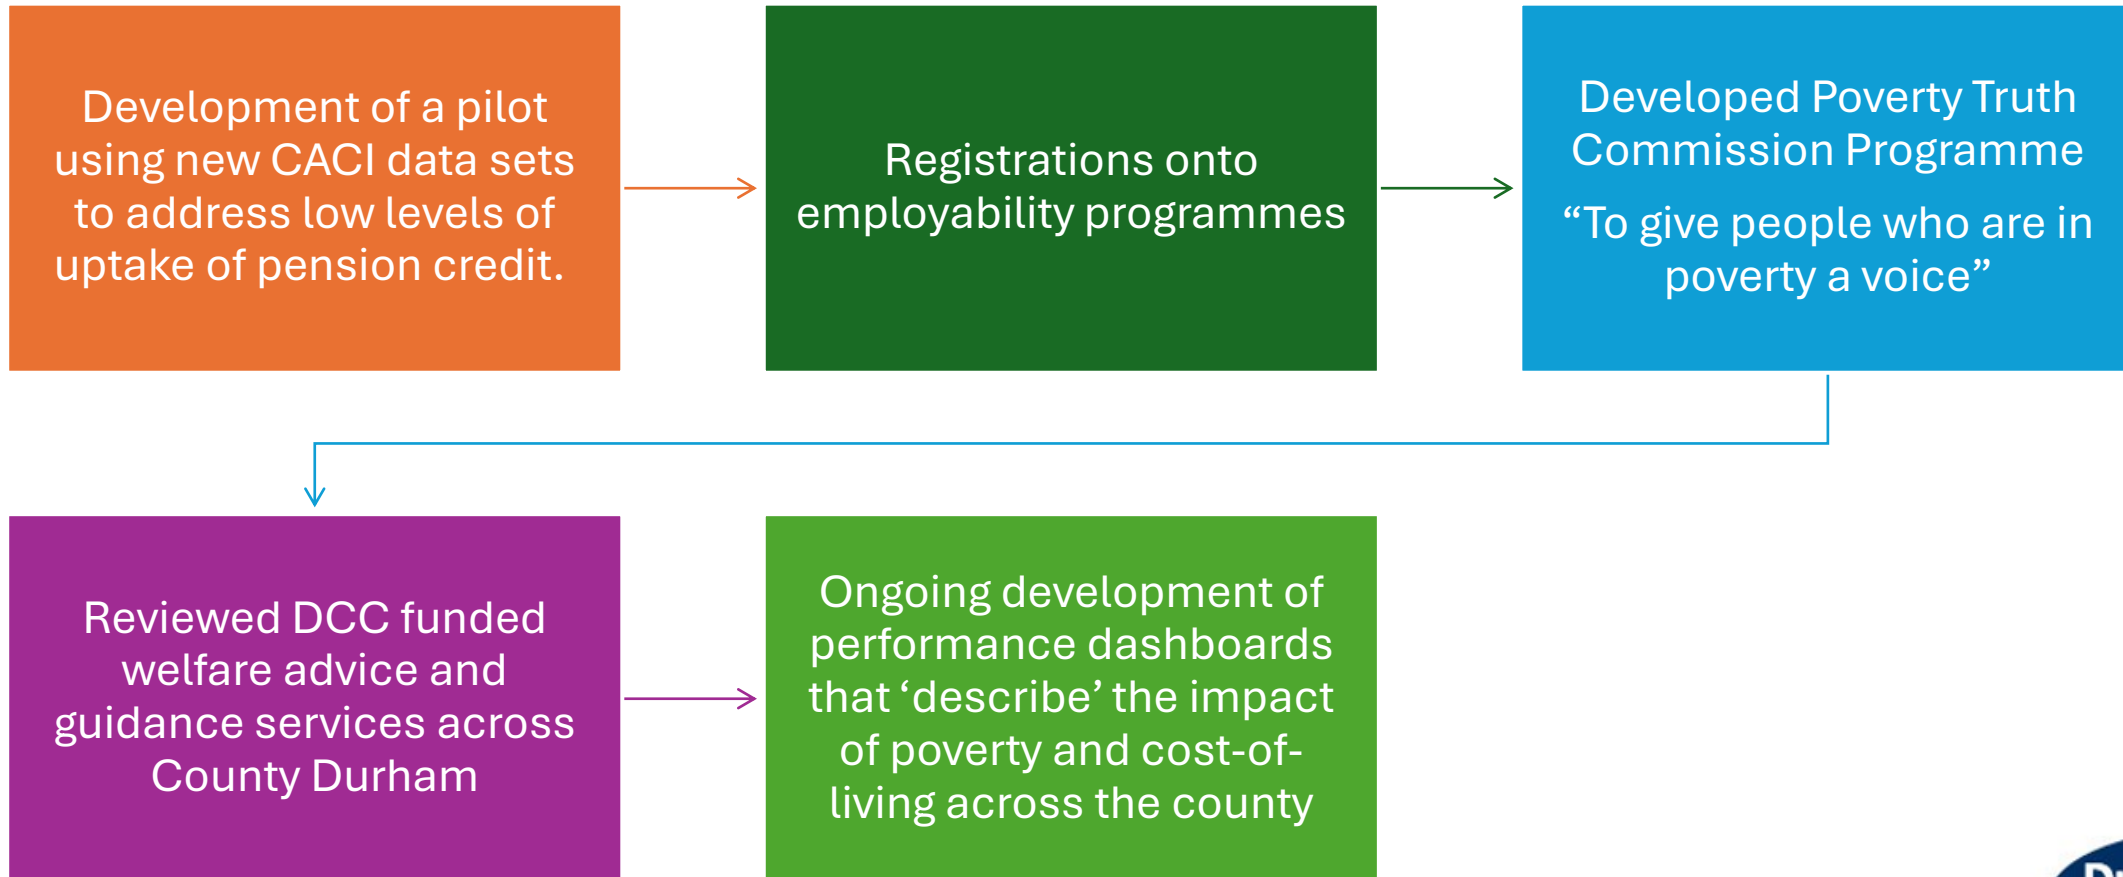 Development of a pilot
using new CACI data sets
to address low levels of
uptake of pension credit.
Registrations onto
employability programmes
Developed Poverty Truth
Commission Programme
“To give people who are in
poverty a voice”
Reviewed DCC funded
welfare advice and
guidance services across
County Durham
Ongoing development of
performance dashboards
that ‘describe’ the impact
of poverty and cost-of-
living across the county